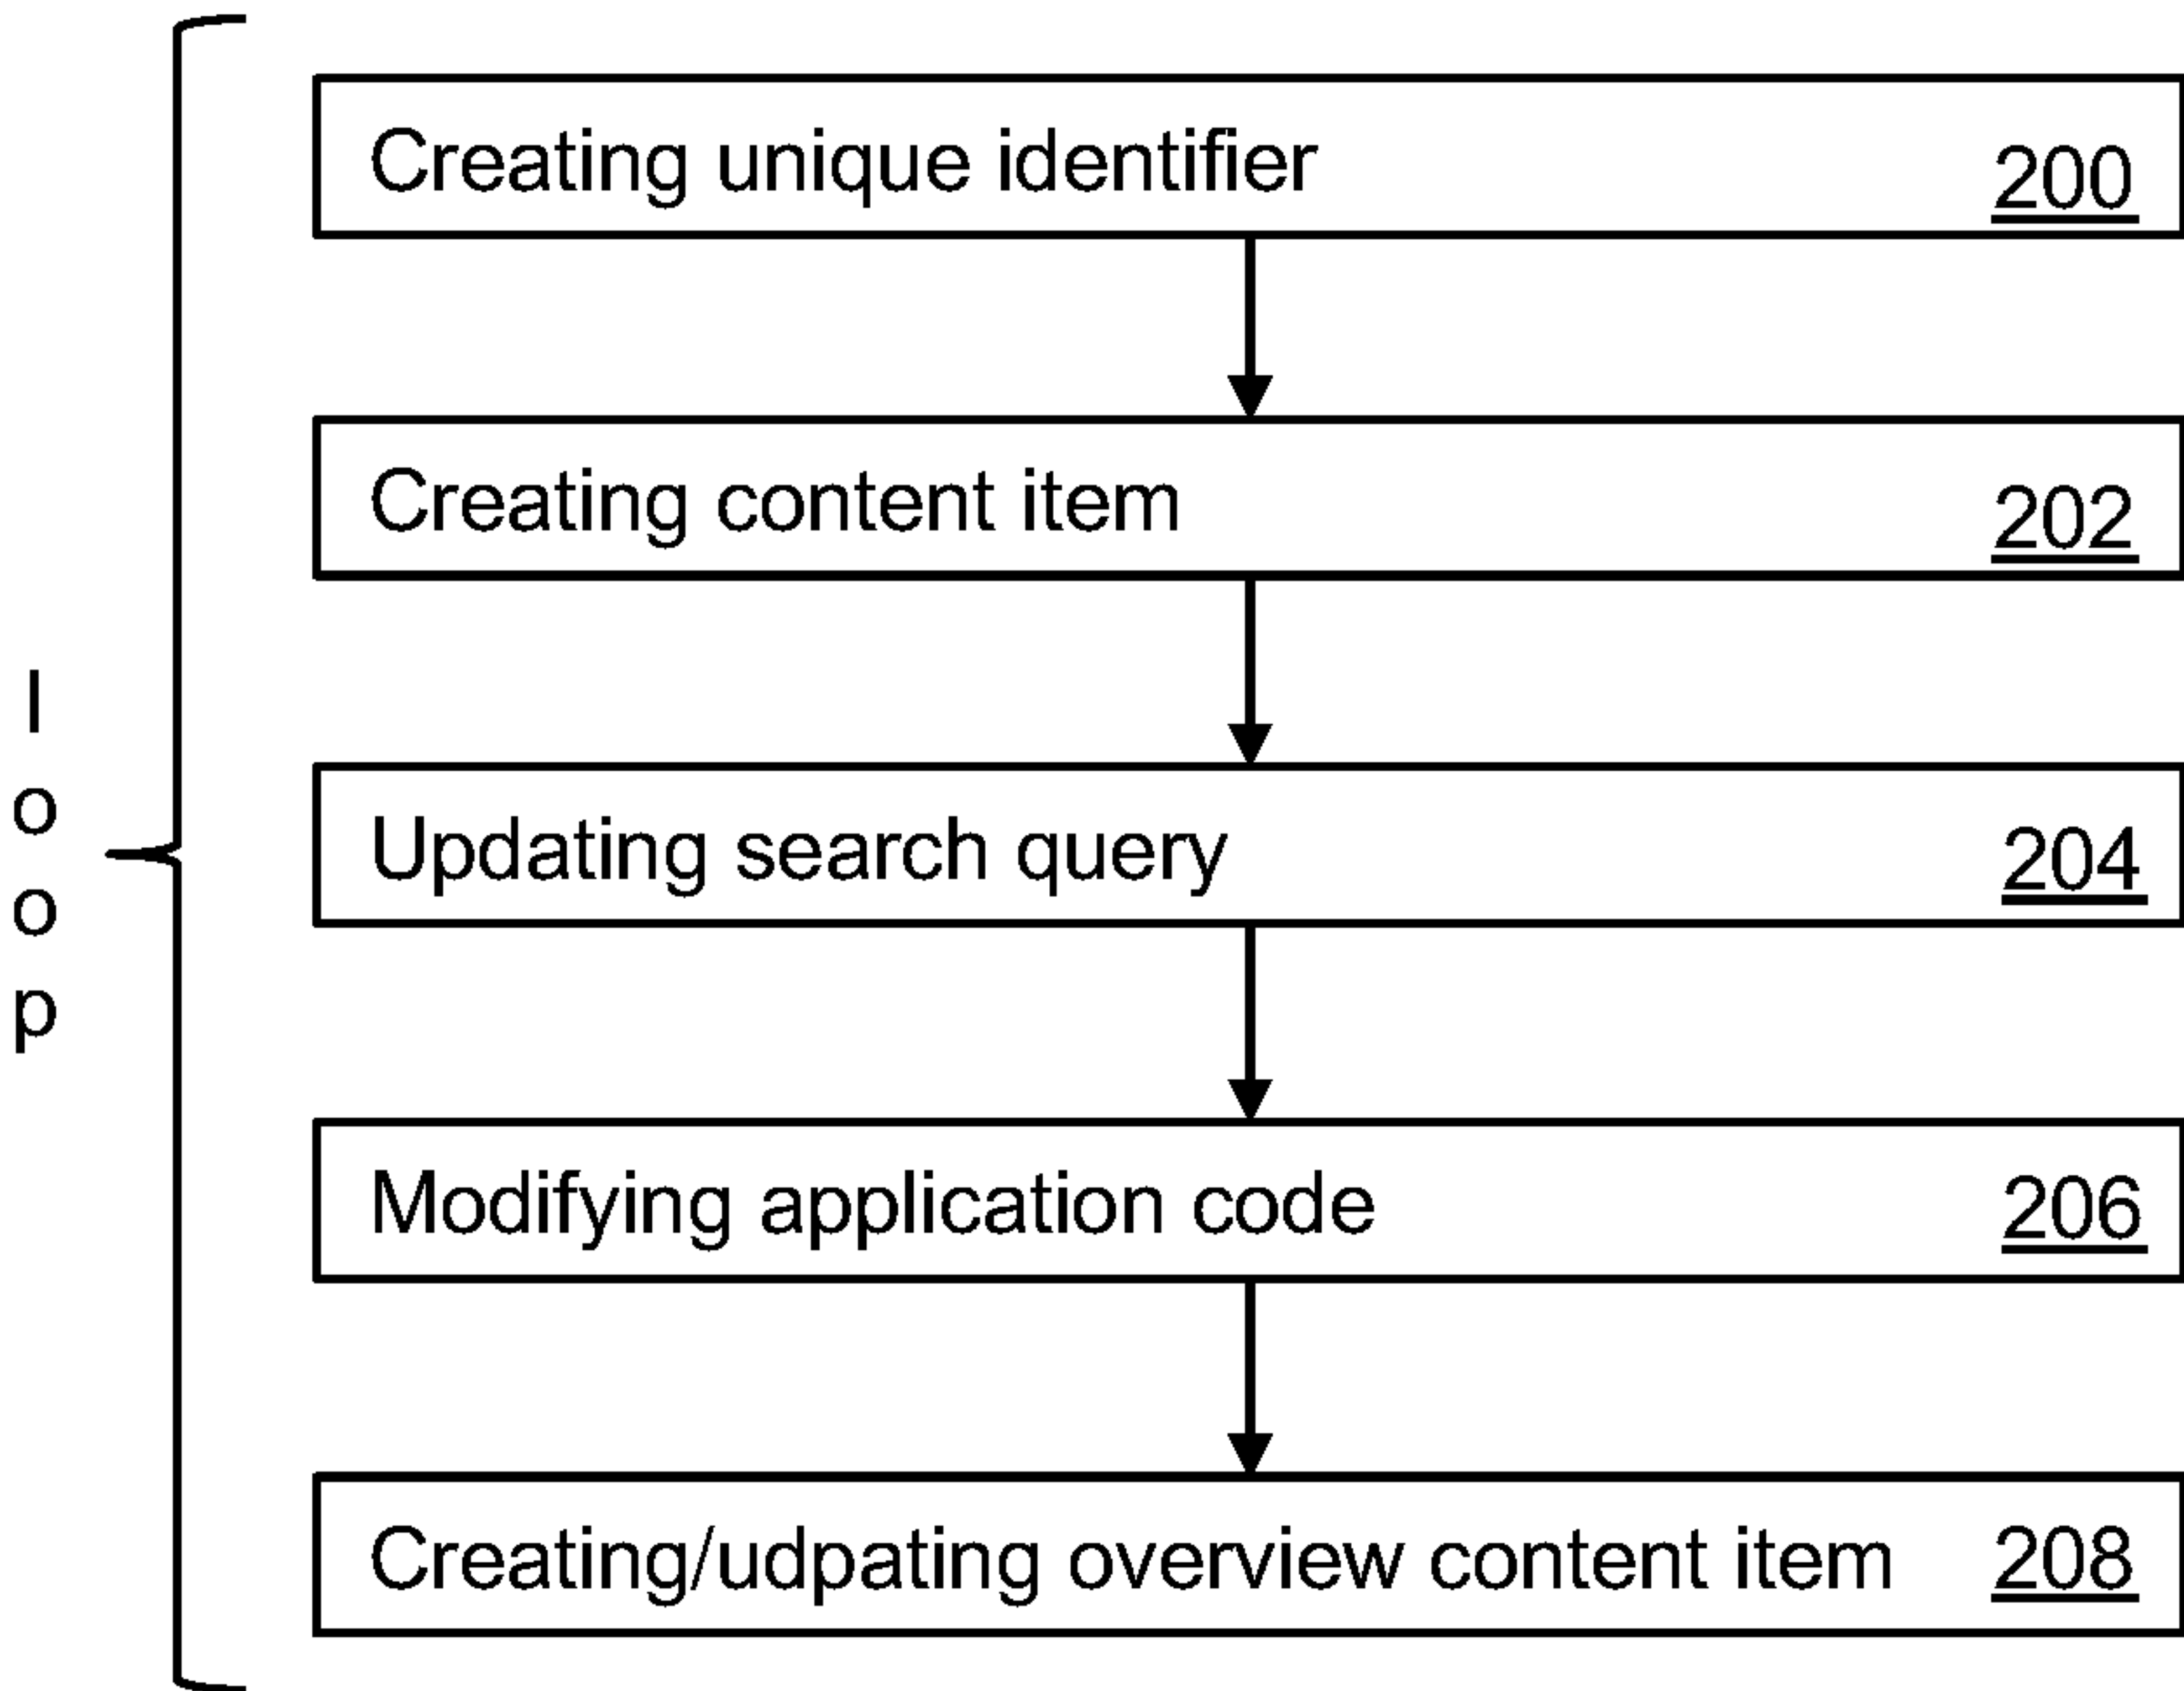 Creating unique identifier 200
Creating content item 202
loop
Updating search query 204
Modifying application code 206
Creating/udpating overview content item 208